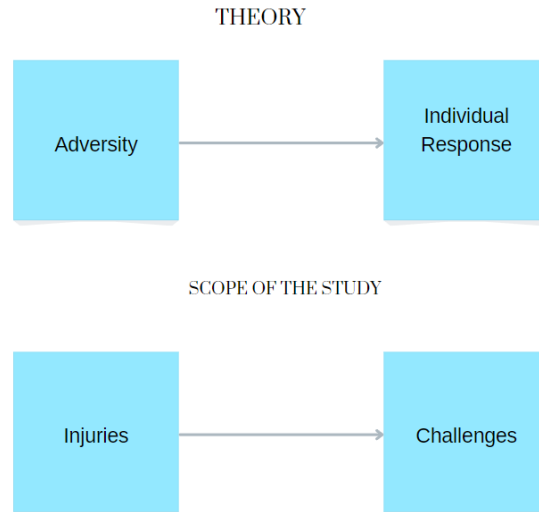 THEORY
Adversity
Individual
Response
SCOPE OF THE STUDY
Injuries
Challenges